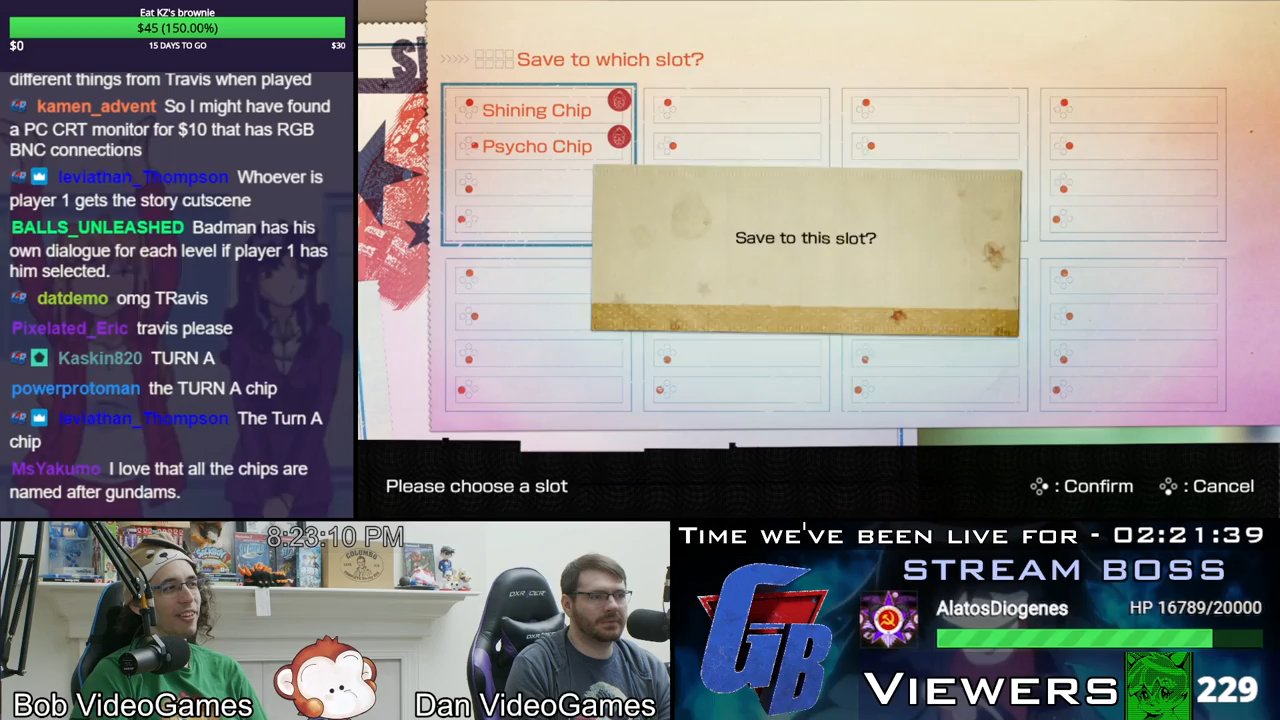 Eat KZ's brownie
$45 (150.00%)
$0
15 DAYS TO GO
$30
different things from Travis when played
kamen_advent So I might have found
a PC CRT monitor for $10 that has RGB
BNC connections
leviathan_Thompson Whoever is
player 1 gets the story cutscene
BALLS_UNLEASHED Badman has his
own dialogue for each level if player 1 has
him selected.
datdemo omg TRavis
Pixelated_Eric travis please
Kaskin820 TURN A
powerprotoman the TURN A chip
leviathan_Thompson The Turn A
chip
MsYakumo I love that all the chips are
named after gundams.
Save to which slot?
Shining Chip
Psycho Chip
Save to this slot?
Please choose a slot
: Confirm
: Cancel
8:23:10 PM
COLOMBO
DXRACER
Bob VideoGames
Dan VideoGames
TIME WE'VE BEEN LIVE FOR - 02:21:39
STREAM BOSS
AlatosDiogenes
HP 16789/20000
GB
VIEWERS
229